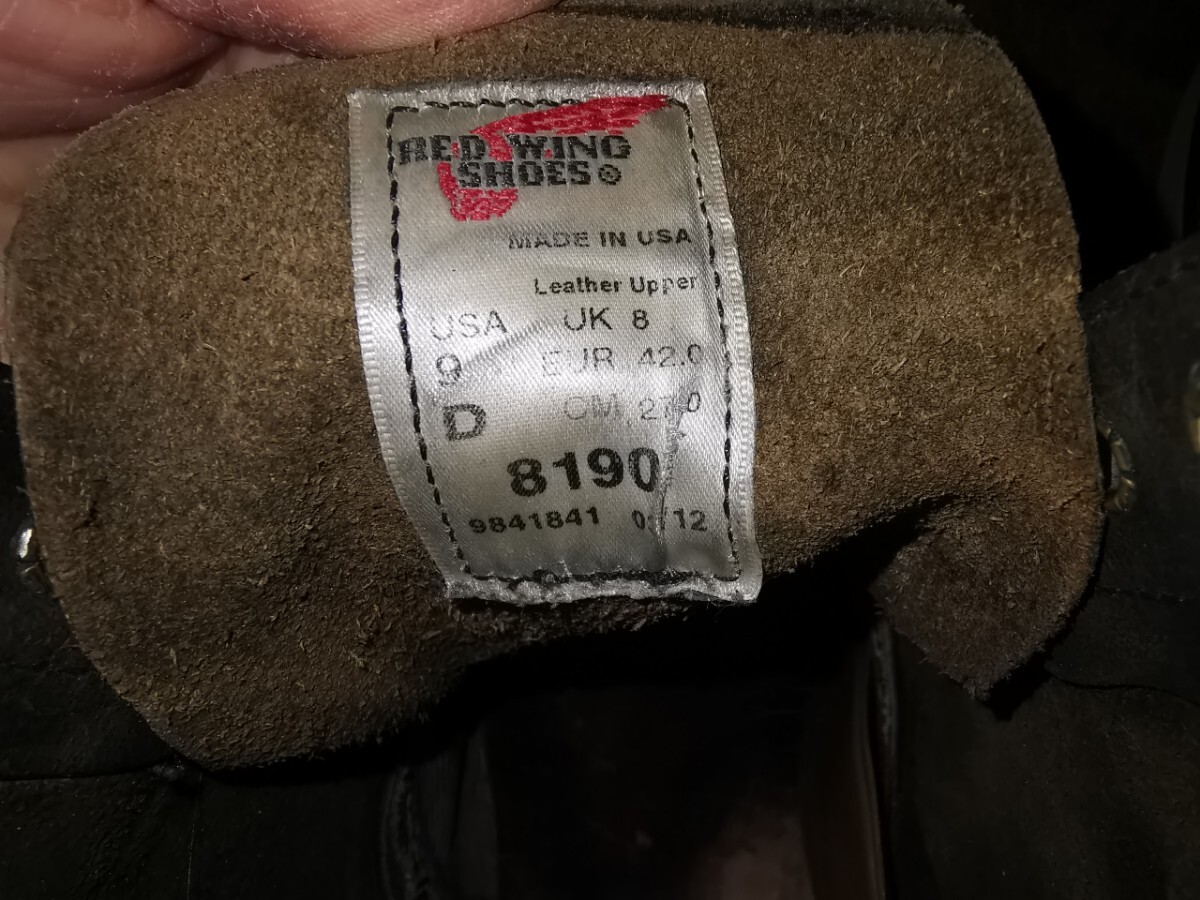 RED WING
SHOES®
MADE IN USA
Leather Upper
USA UK 8
9 EUR 42.0
D CM 27.0
8190
9841841 12